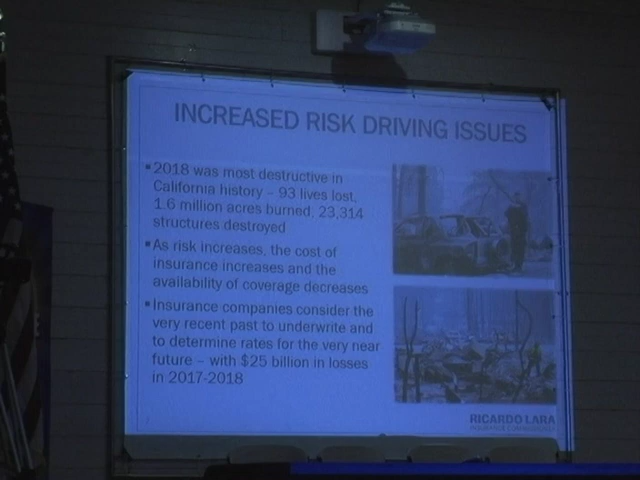 INCREASED RISK DRIVING ISSUES
▪2018 was most destructive in
California history – 93 lives lost,
1.6 million acres burned, 23,314
structures destroyed
▪As risk increases, the cost of
insurance increases and the
availability of coverage decreases
▪Insurance companies consider the
very recent past to underwrite and
to determine rates for the very near
future – with $25 billion in losses
in 2017-2018
RICARDO LARA
INSURANCE COMMISSIONER